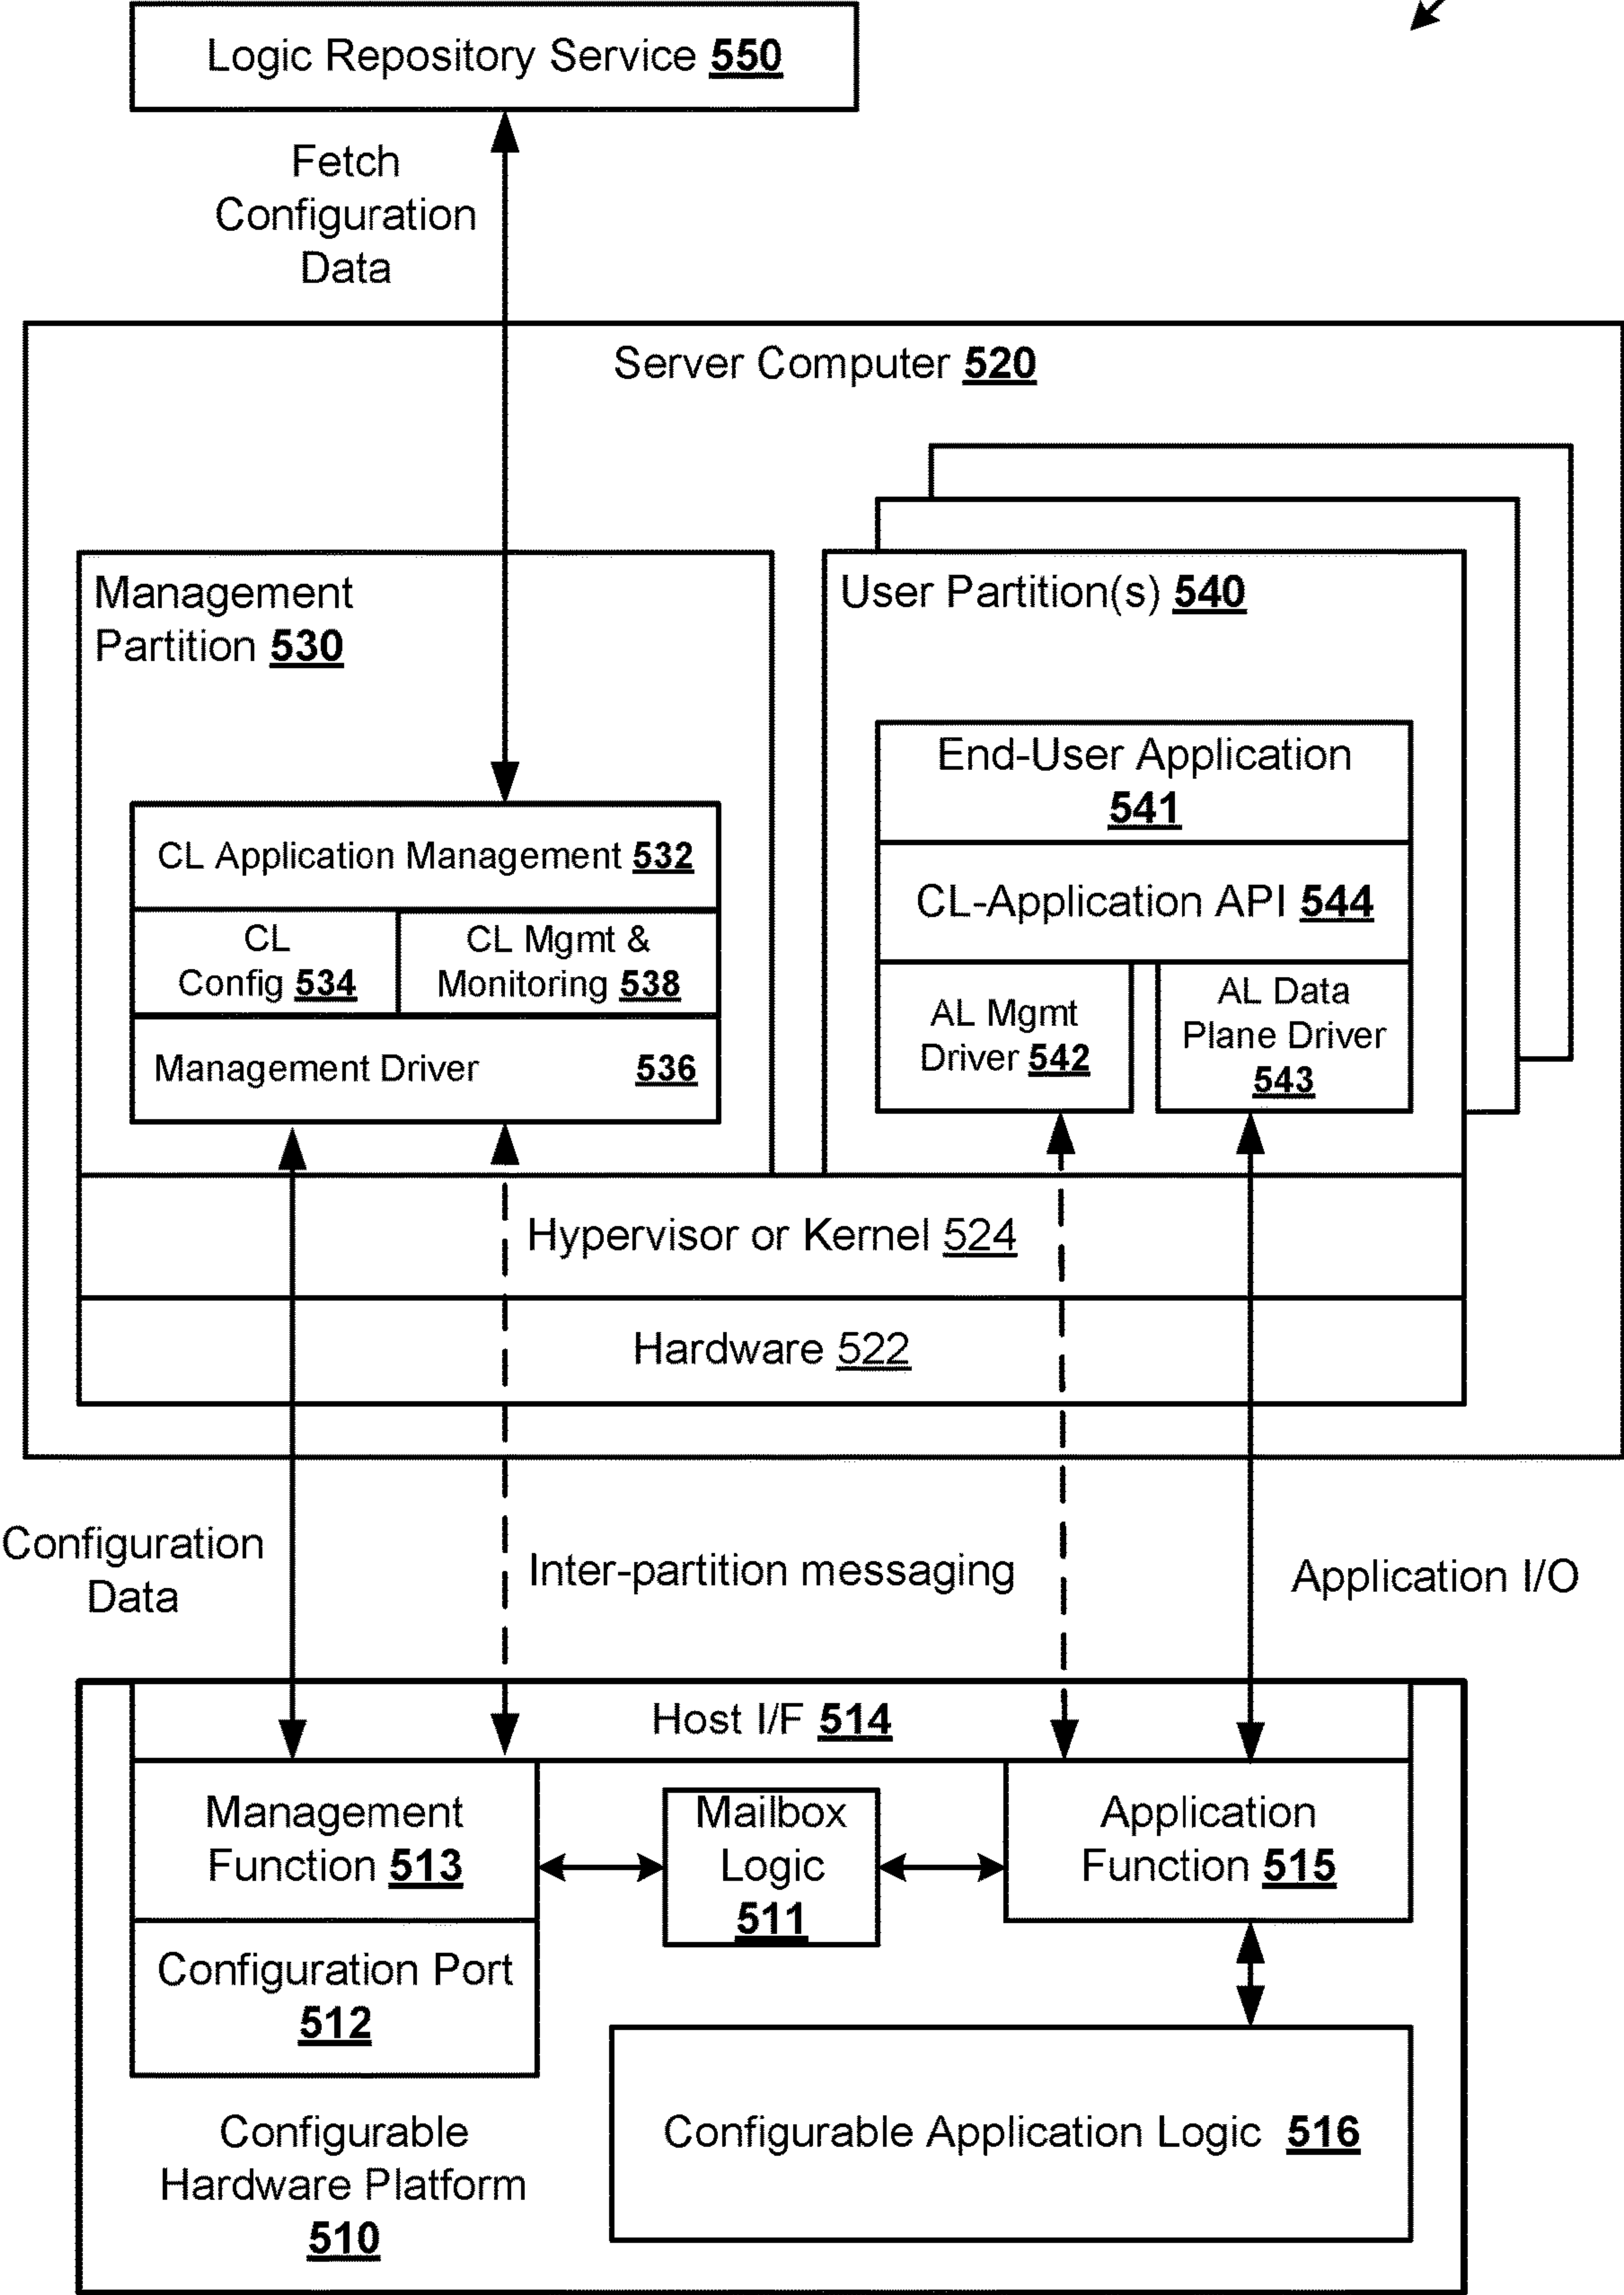 Logic Repository Service 550
Fetch
Configuration
Data
Server Computer 520
Management
Partition 530
User Partition(s) 540
End-User Application
541
CL Application Management 532
CL-Application API 544
CL
Config 534
CL Mgmt &
Monitoring 538
AL Mgmt
Driver 542
AL Data
Plane Driver
543
Management Driver 536
Hypervisor or Kernel 524
Hardware 522
Configuration
Data
Inter-partition messaging
Application I/O
Host I/F 514
Management
Function 513
Mailbox
Logic
511
Application
Function 515
Configuration Port
512
Configurable Application Logic 516
Configurable
Hardware Platform
510